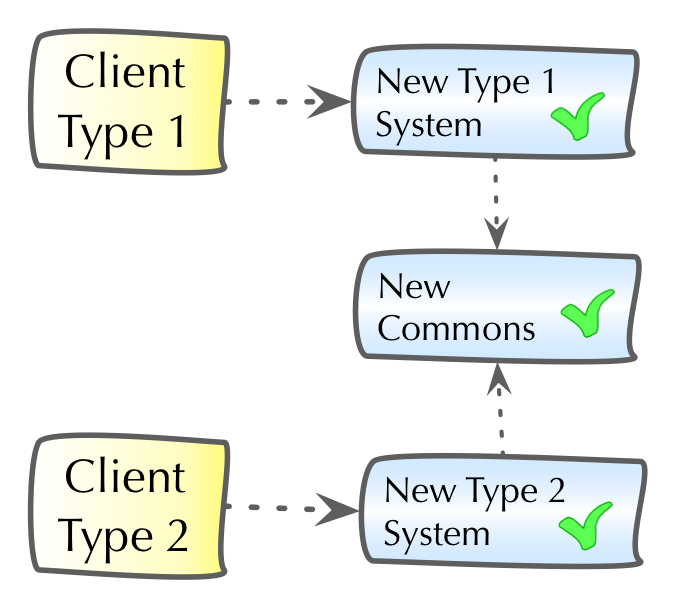 Client
Type 1
New Type 1
System
New
Commons
Client
Type 2
New Type 2
System